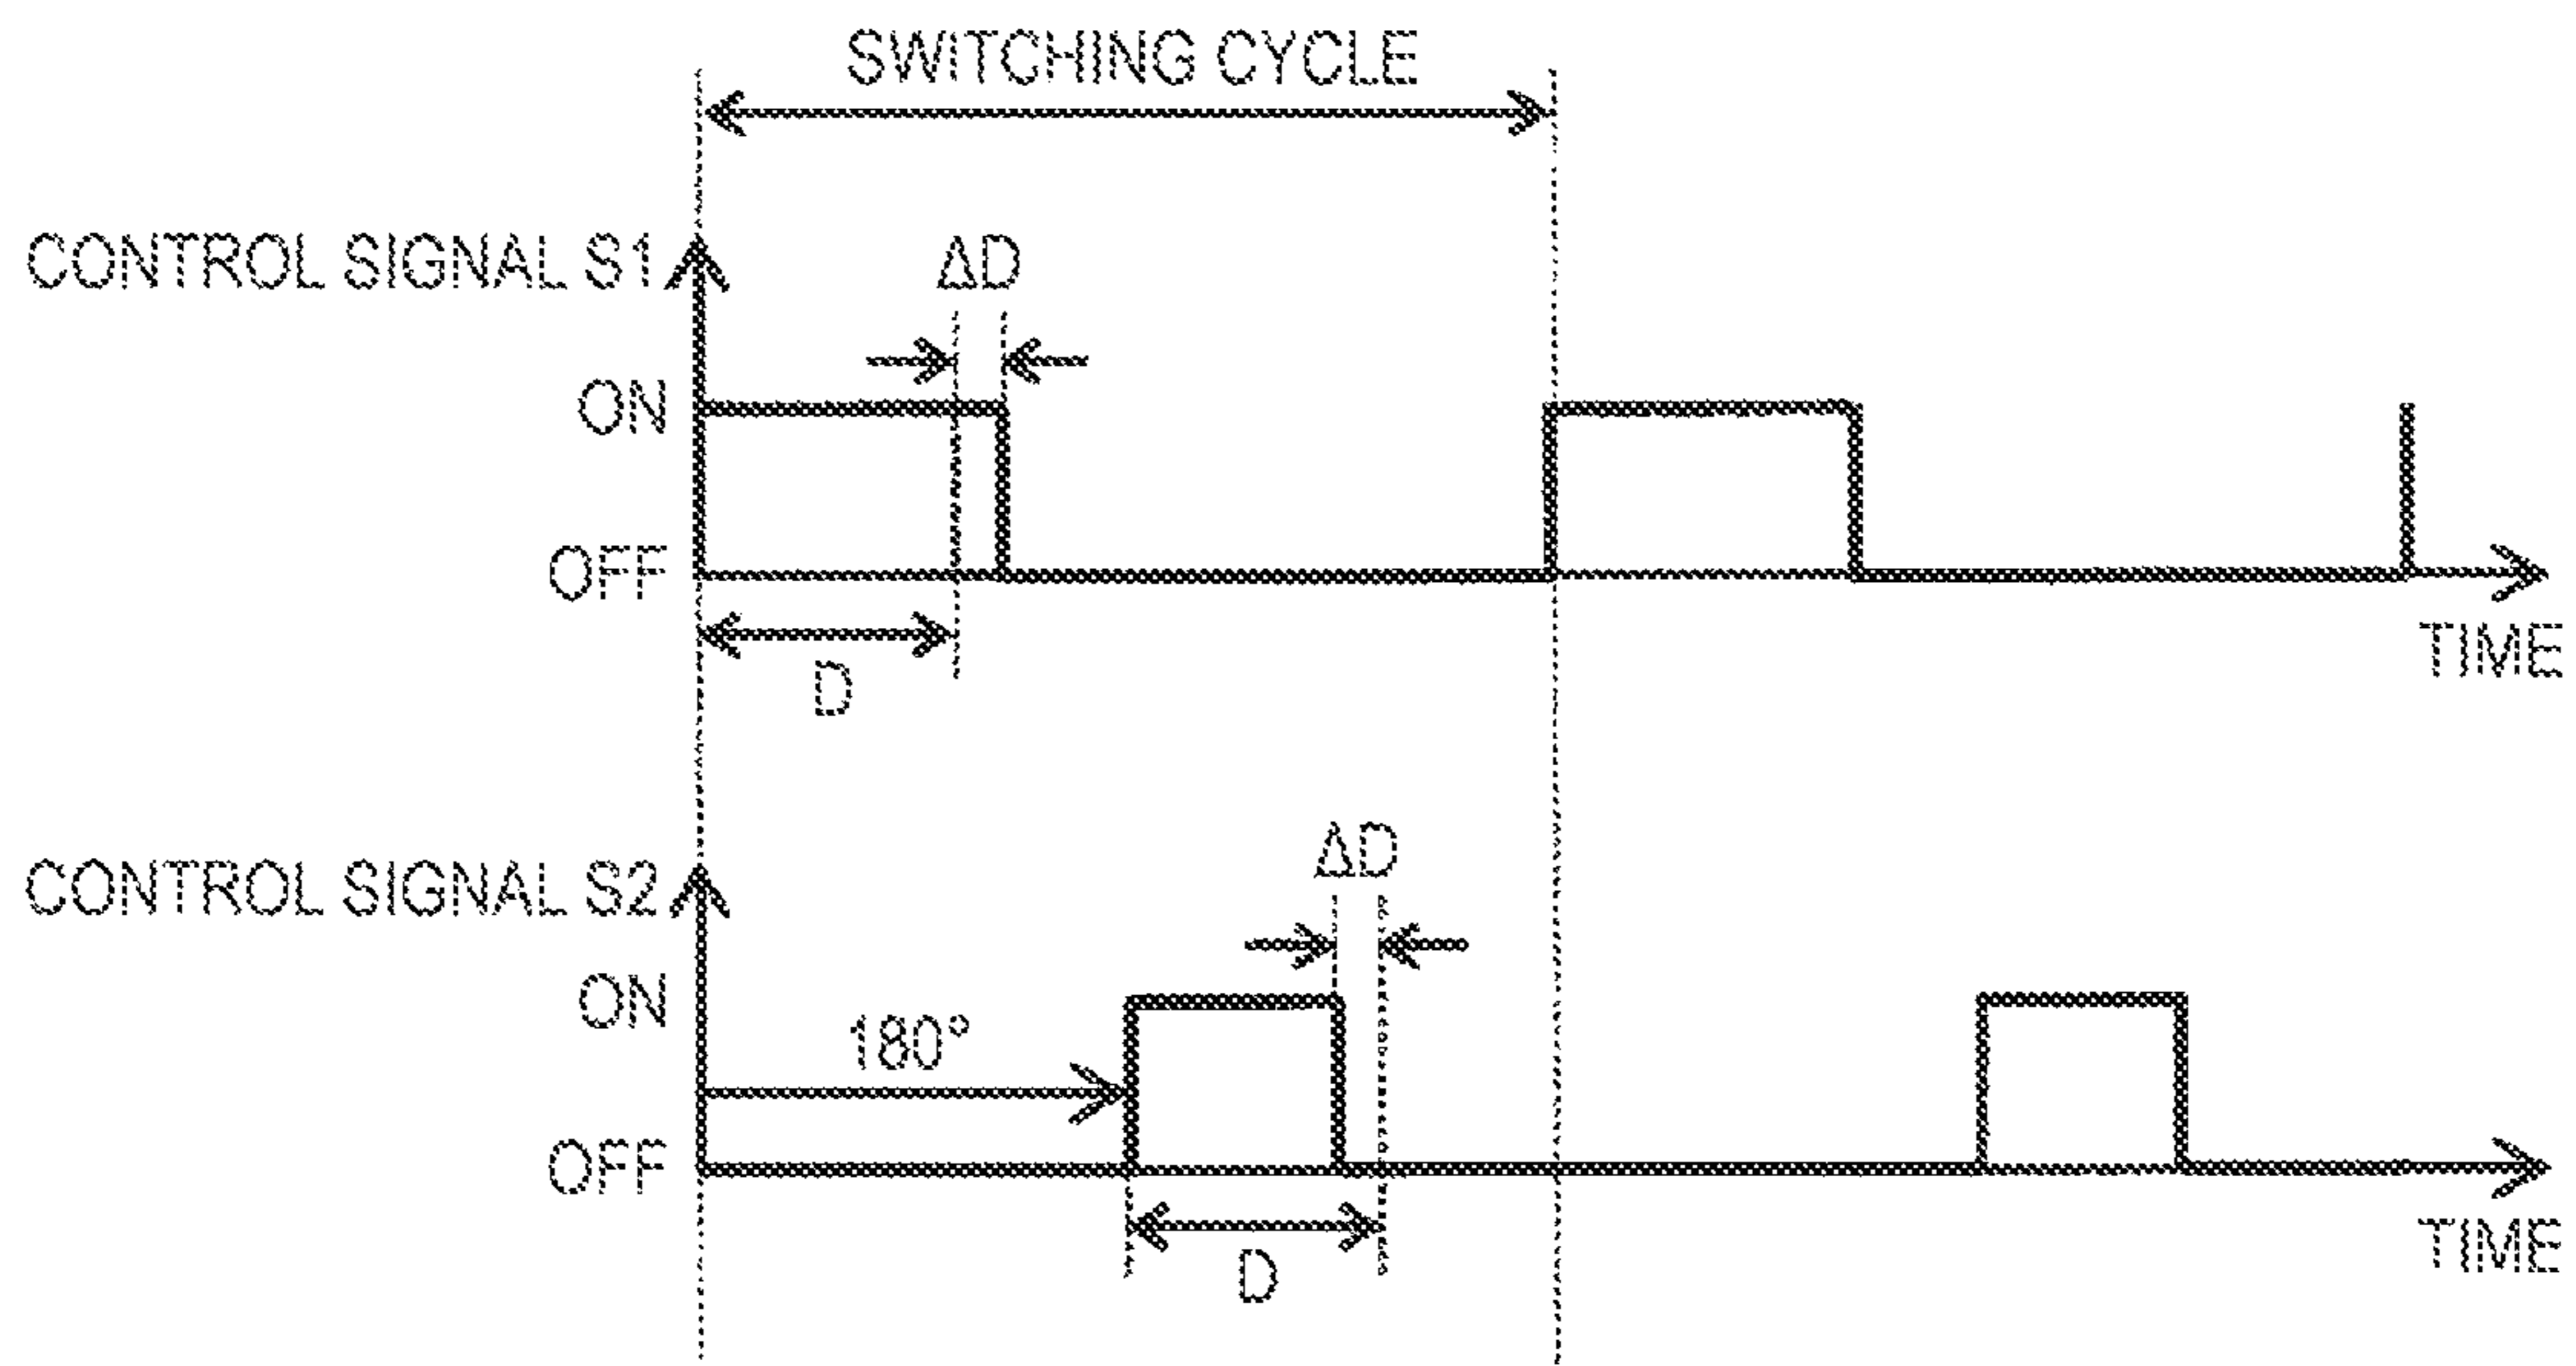 SWITCHING CYCLE
CONTROL SIGNAL S1
ΔD
ON
OFF
TIME
D
CONTROL SIGNAL S2
ΔD
ON
180°
OFF
TIME
D